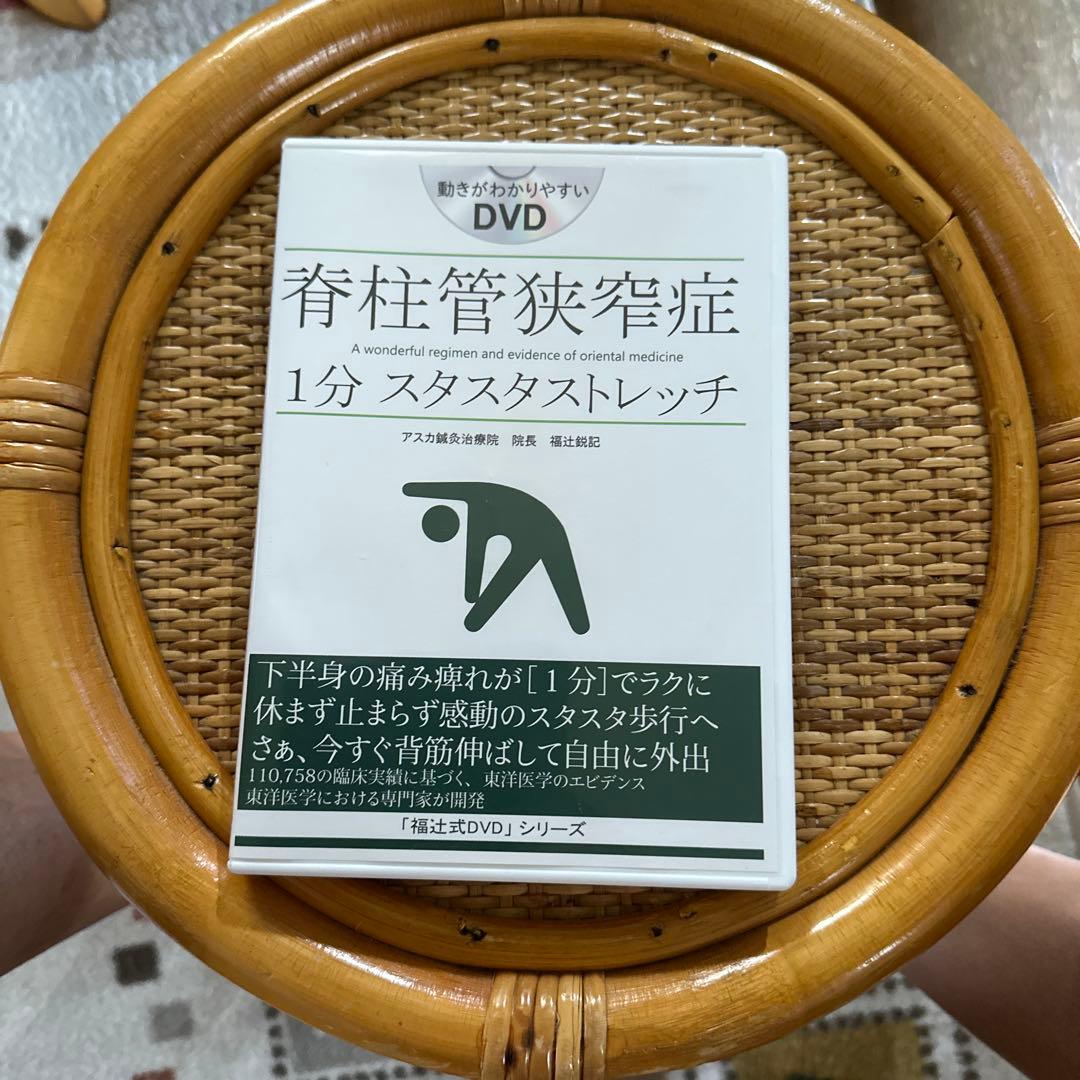 動きがわかりやすい
DVD
脊柱管狭窄症
A wonderful regimen and evidence of oriental medicine
1分 スタスタストレッチ
アスカ鍼灸治療院 院長 福辻鋭記
下半身の痛み痺れが[1分]でラクに
休まず止まらず感動のスタスタ歩行へ
さぁ、今すぐ背筋伸ばして自由に外出
110,758の臨床実績に基づく、東洋医学のエビデンス
東洋医学における専門家が開発
「福辻式DVD」シリーズ